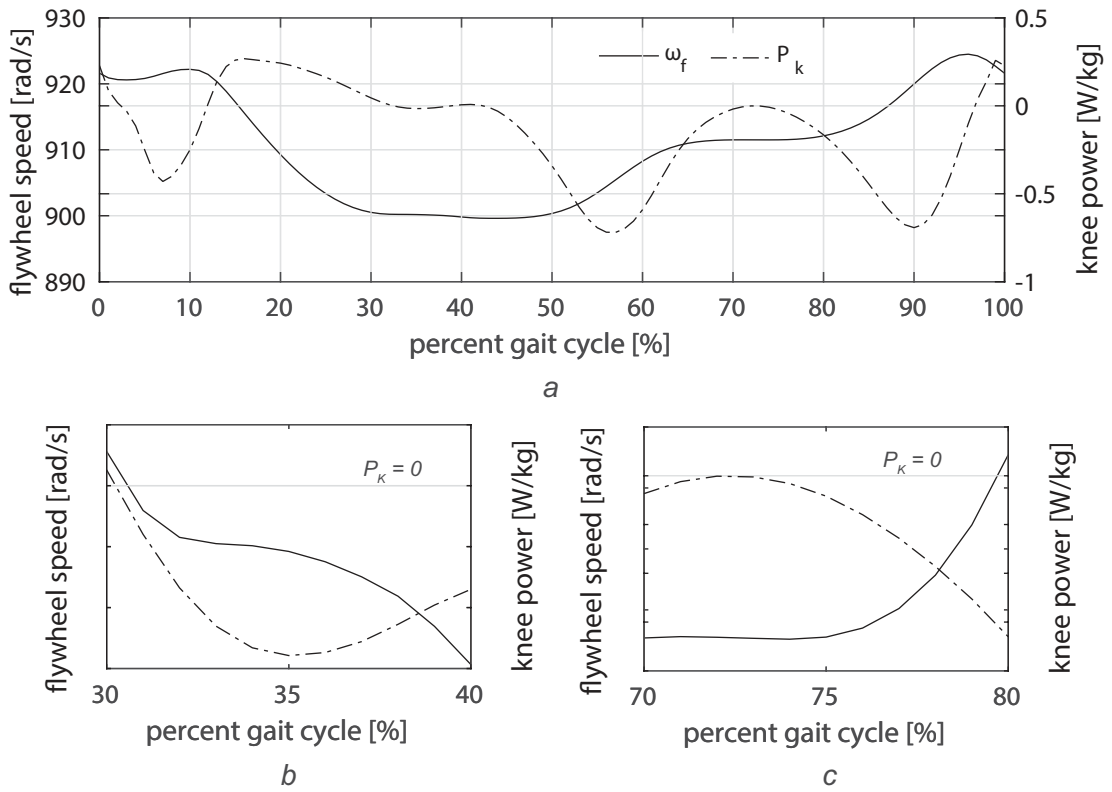 930
920
910
900
890
flywheel speed [rad/s]
ω_f
P_k
0.5
0
-0.5
-1
knee power [W/kg]
0 10 20 30 40 50 60 70 80 90 100
percent gait cycle [%]
a
flywheel speed [rad/s]
P_K = 0
knee power [W/kg]
30 35 40
percent gait cycle [%]
b
flywheel speed [rad/s]
P_K = 0
knee power [W/kg]
70 75 80
percent gait cycle [%]
c